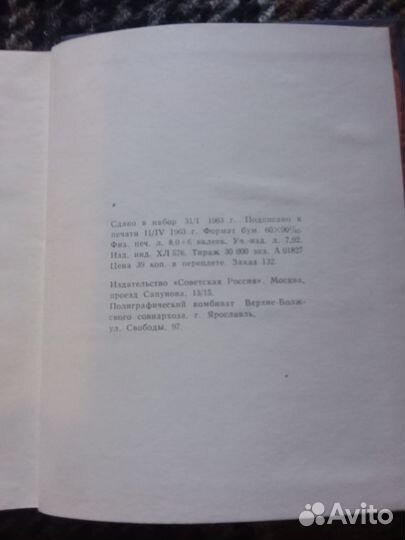 Сдано в набор 31/I 1963 г. Подписано к
печати 11/IV 1963 г. Формат бум. 60×90¹/₁₆.
Физ. печ. л. 8,0+6 вклеек. Уч.-изд. л. 7,92.
Изд. инд. ХЛ 576. Тираж 30 000 экз. А 01827
Цена 39 коп. в переплете. Заказ 132.
Издательство «Советская Россия». Москва,
проезд Сапунова, 13/15.
Полиграфический комбинат Верхне-Волж-
ского совнархоза, г. Ярославль,
ул. Свободы, 97.
Avito